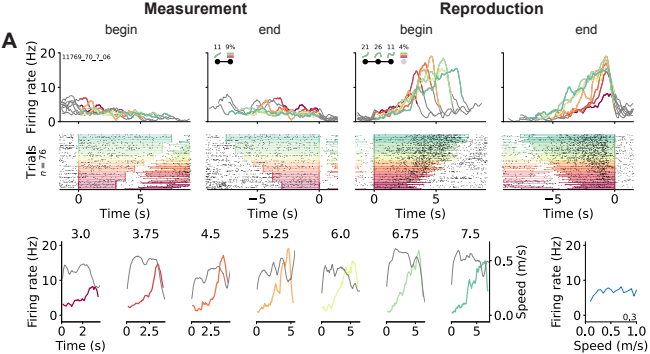 Measurement
Reproduction
begin
end
begin
end
A
11769_70_7_06
11 9%
21 26 11 4%
Firing rate (Hz)
20
10
0
Trials
n = 76
0 5
−5 0
0 5
−5 0
Time (s)
Time (s)
Time (s)
Time (s)
3.0 3.75 4.5 5.25 6.0 6.75 7.5
Firing rate (Hz)
20
10
0
0 2
0 2.5
0 2.5
0 5
0 5
0 5
0 5
Time (s)
0.5
0.0
Speed (m/s)
Firing rate (Hz)
20
10
0
0.3
0.0 0.5 1.0
Speed (m/s)